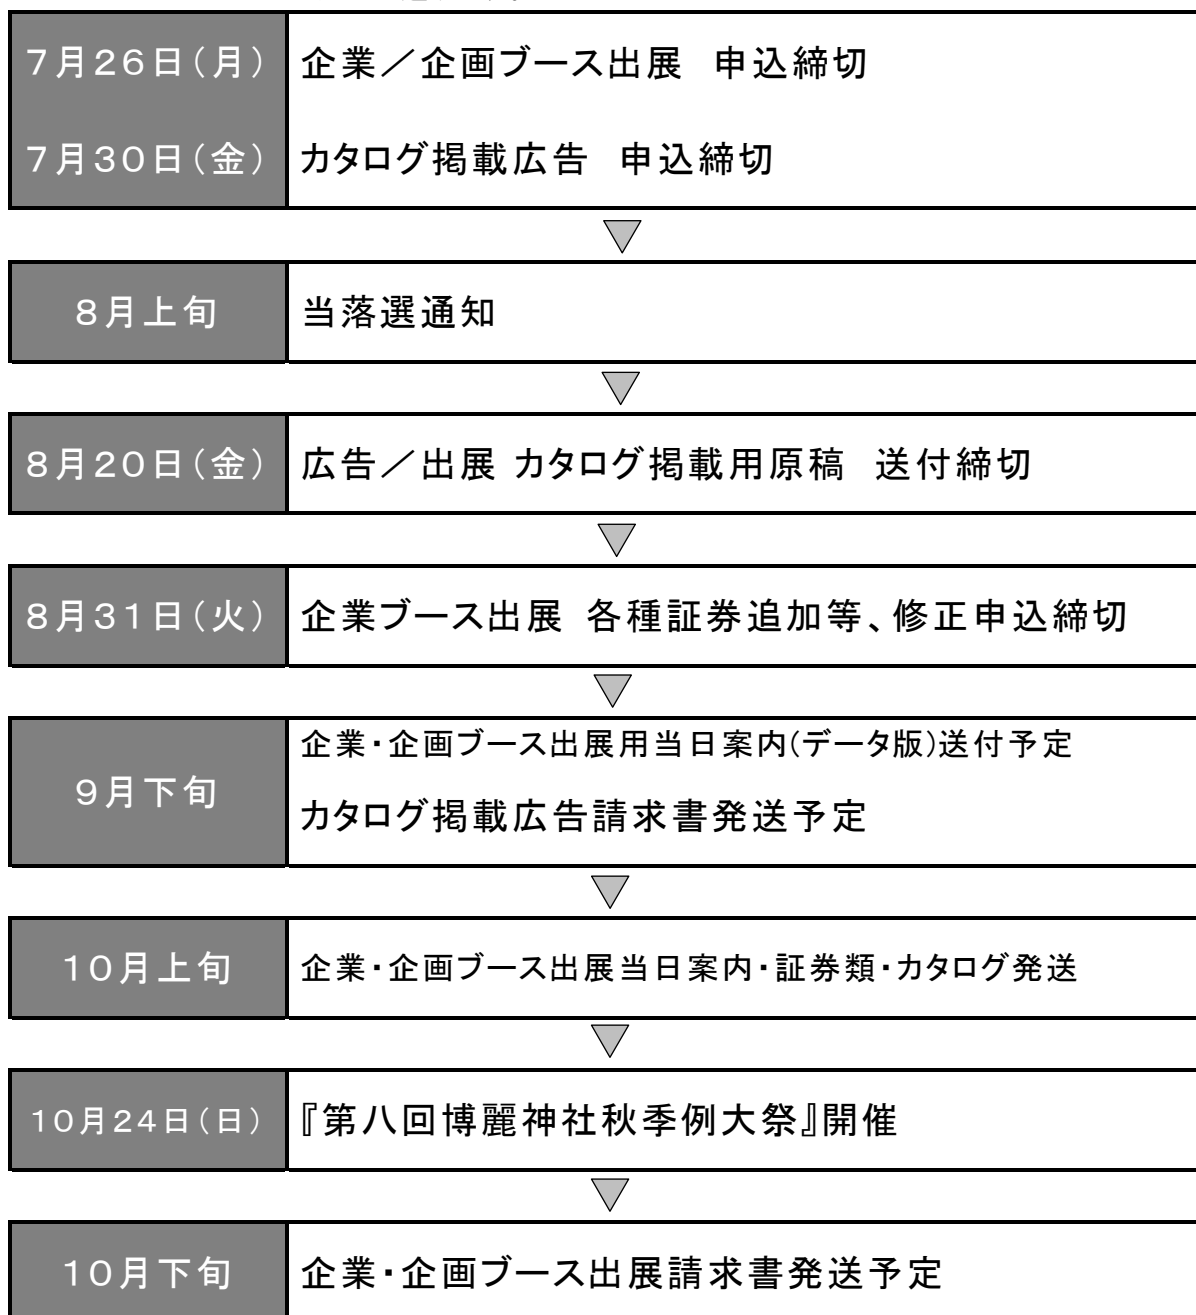 7月26日(月) 企業／企画ブース出展　申込締切
7月30日(金) カタログ掲載広告　申込締切
8月上旬 当落選通知
8月20日(金) 広告／出展 カタログ掲載用原稿　送付締切
8月31日(火) 企業ブース出展 各種証券追加等、修正申込締切
企業・企画ブース出展用当日案内(データ版)送付予定
9月下旬
カタログ掲載広告請求書発送予定
10月上旬 企業・企画ブース出展当日案内・証券類・カタログ発送
10月24日(日) 『第八回博麗神社秋季例大祭』開催
10月下旬 企業・企画ブース出展請求書発送予定